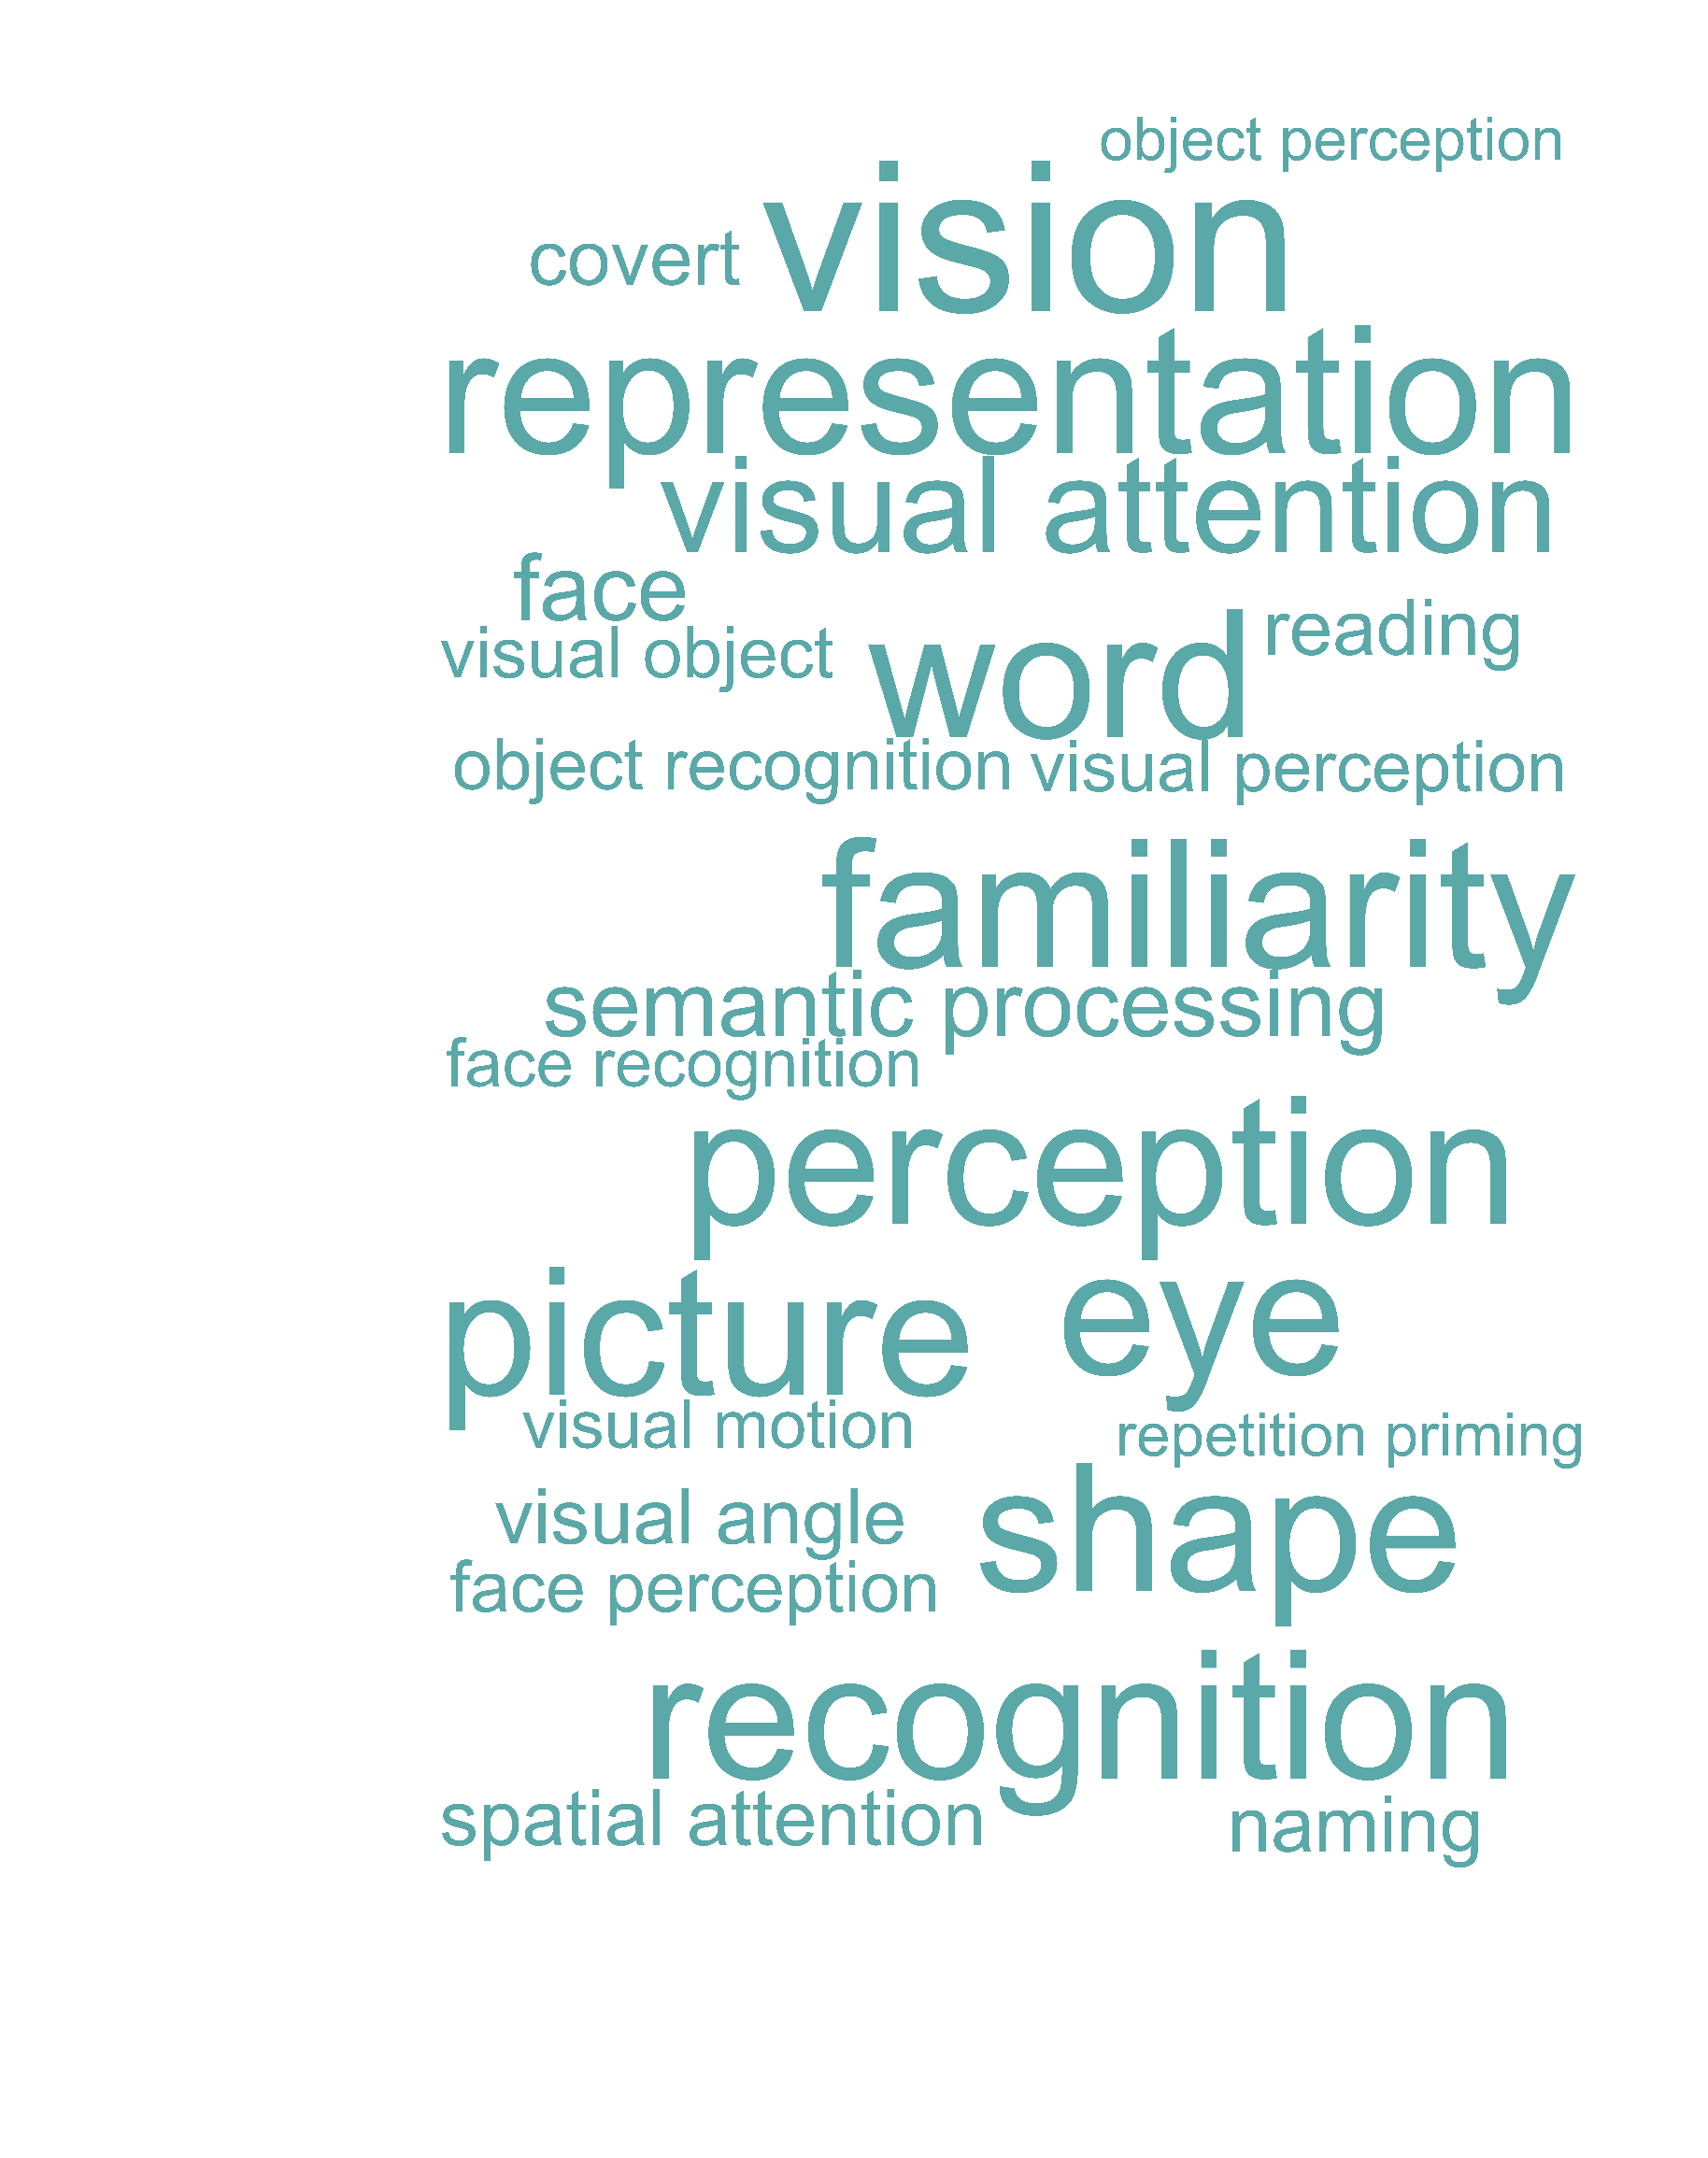 object perception
covert vision
representation
visual attention
face
visual object word reading
object recognition visual perception
familiarity
semantic processing
face recognition
perception
picture eye
visual motion repetition priming
visual angle shape
face perception
recognition
spatial attention naming